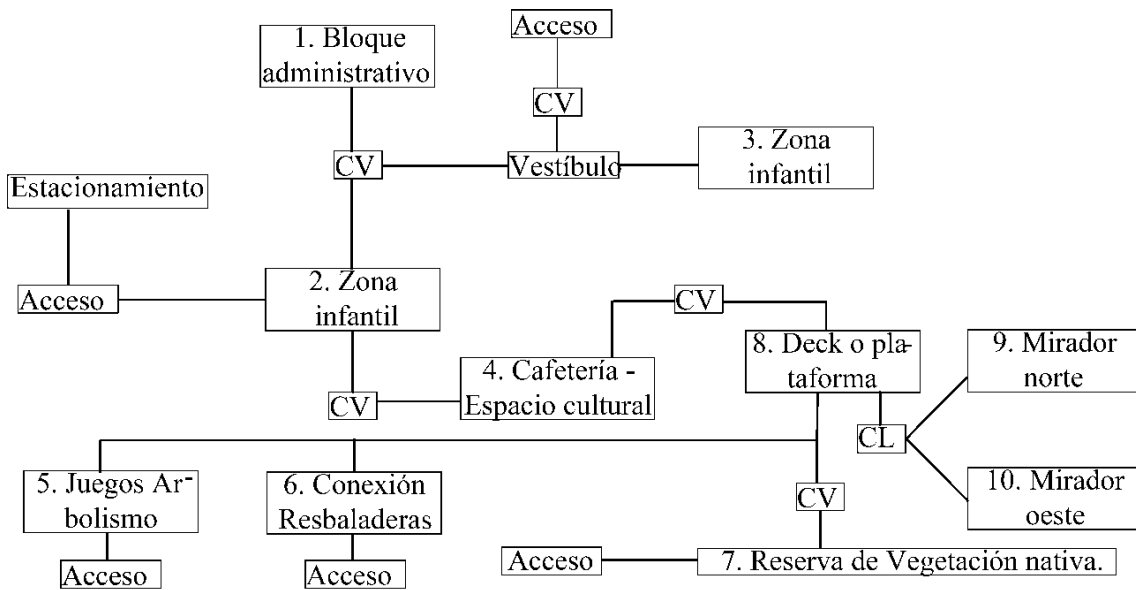 Acceso
1. Bloque
administrativo
CV
CV
Vestíbulo
3. Zona
infantil
Estacionamiento
Acceso
2. Zona
infantil
CV
8. Deck o pla-
taforma
9. Mirador
norte
4. Cafetería -
Espacio cultural
CV
CL
5. Juegos Ar-
bolismo
6. Conexión
Resbaladeras
CV
10. Mirador
oeste
Acceso
Acceso
Acceso
7. Reserva de Vegetación nativa.